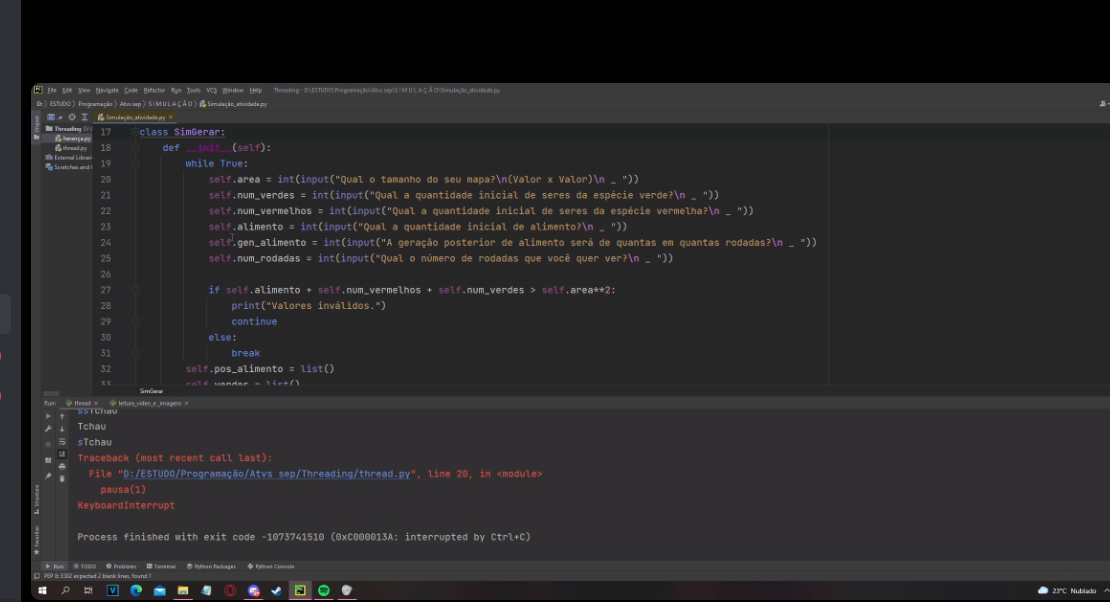 File Edit View Navigate Code Refactor Run Tools VCS Window Help Threading - D:\ESTUDO\Programação\Atvs sep\S I M U L A Ç Ã O\Simulação_atividade.py
D: ⟩ ESTUDO ⟩ Programação ⟩ Atvs sep ⟩ S I M U L A Ç Ã O ⟩ Simulação_atividade.py
Project
Simulação_atividade.py ×
Threading
herança.py
thread.py
External Librari
Scratches and
17 class SimGerar:
18 def __init__(self):
19 while True:
20 self.area = int(input("Qual o tamanho do seu mapa?\n(Valor x Valor)\n _ "))
21 self.num_verdes = int(input("Qual a quantidade inicial de seres da espécie verde?\n _ "))
22 self.num_vermelhos = int(input("Qual a quantidade inicial de seres da espécie vermelha?\n _ "))
23 self.alimento = int(input("Qual a quantidade inicial de alimento?\n _ "))
24 self.gen_alimento = int(input("A geração posterior de alimento será de quantas em quantas rodadas?\n _ "))
25 self.num_rodadas = int(input("Qual o número de rodadas que você quer ver?\n _ "))
26
27 if self.alimento + self.num_vermelhos + self.num_verdes > self.area**2:
28 print("Valores inválidos.")
29 continue
30 else:
31 break
32 self.pos_alimento = list()
33 self.verdes = list()
SimGerar
Run: thread × leitura_video_e_imagens ×
ssTchau
Tchau
sTchau
Traceback (most recent call last):
File "D:/ESTUDO/Programação/Atvs sep/Threading/thread.py", line 20, in <module>
pausa(1)
KeyboardInterrupt
Process finished with exit code -1073741510 (0xC000013A: interrupted by Ctrl+C)
Structure
Favorites
Run TODO Problems Terminal Python Packages Python Console
PEP 8: E302 expected 2 blank lines, found 1
23°C Nublado